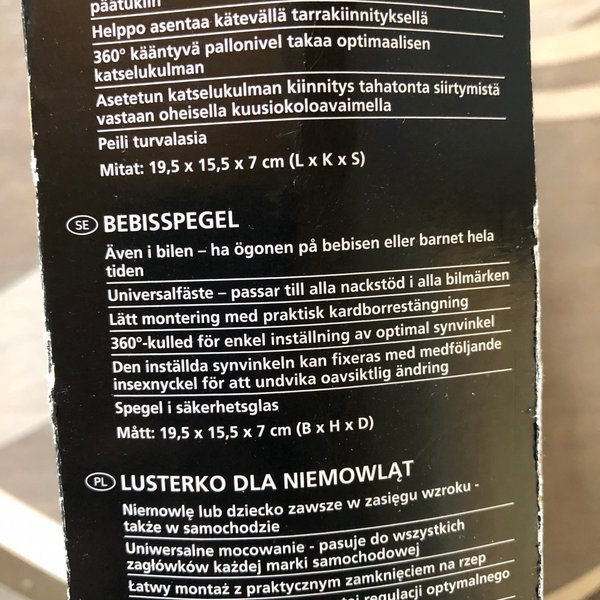 päätukiin
Helppo asentaa kätevällä tarrakiinnityksellä
360° kääntyvä pallonivel takaa optimaalisen
katselukulman
Asetetun katselukulman kiinnitys tahatonta siirtymistä
vastaan oheisella kuusiokoloavaimella
Peili turvalasia
Mitat: 19,5 x 15,5 x 7 cm (L x K x S)
SE BEBISSPEGEL
Även i bilen – ha ögonen på bebisen eller barnet hela
tiden
Universalfäste – passar till alla nackstöd i alla bilmärken
Lätt montering med praktisk kardborrestängning
360°-kulled för enkel inställning av optimal synvinkel
Den inställda synvinkeln kan fixeras med medföljande
insexnyckel för att undvika oavsiktlig ändring
Spegel i säkerhetsglas
Mått: 19,5 x 15,5 x 7 cm (B x H x D)
PL LUSTERKO DLA NIEMOWLĄT
Niemowlę lub dziecko zawsze w zasięgu wzroku -
także w samochodzie
Uniwersalne mocowanie - pasuje do wszystkich
zagłówków każdej marki samochodowej
Łatwy montaż z praktycznym zamknięciem na rzep
regulacji optymalnego